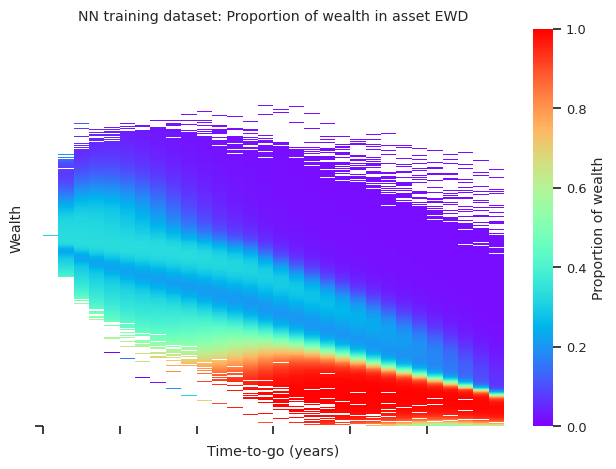 NN training dataset: Proportion of wealth in asset EWD
Wealth
Time-to-go (years)
1.0
0.8
0.6
0.4
0.2
0.0
Proportion of wealth